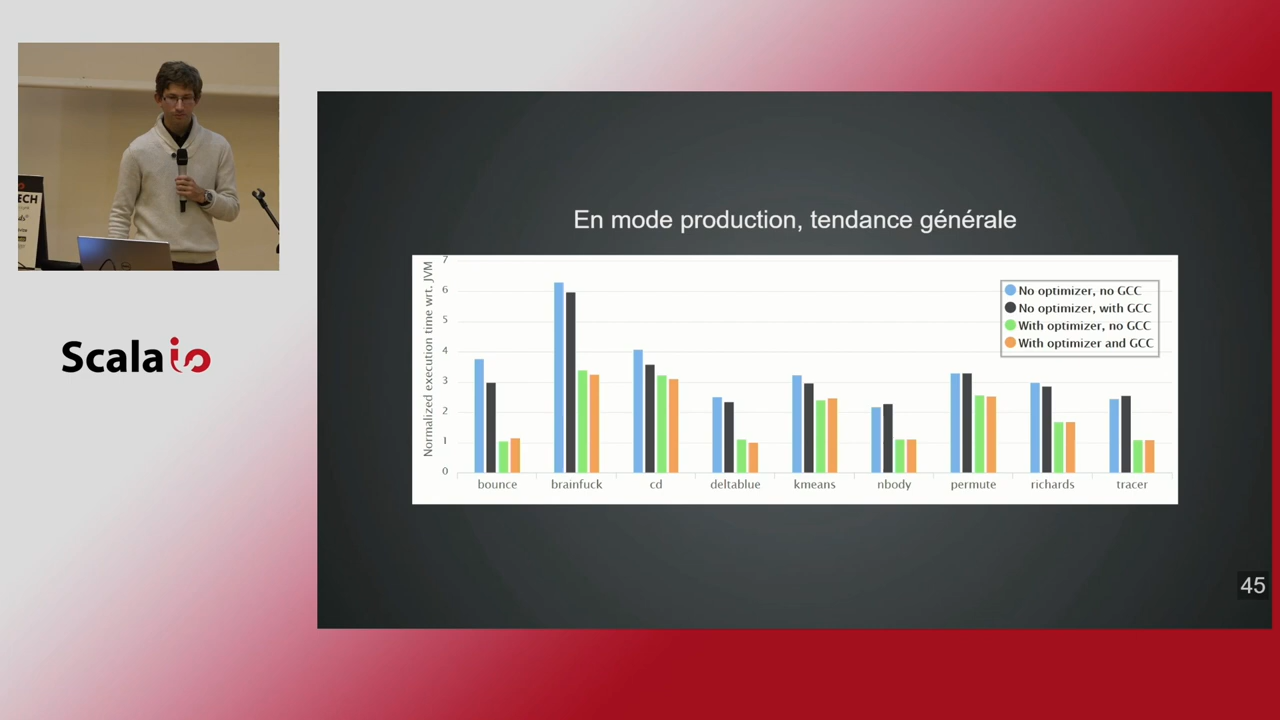 ECH
Scala
En mode production, tendance générale
Normalized execution time wrt. JVM
7
6
5
4
3
2
1
0
No optimizer, no GCC
No optimizer, with GCC
With optimizer, no GCC
With optimizer and GCC
bounce brainfuck cd deltablue kmeans nbody permute richards tracer
45